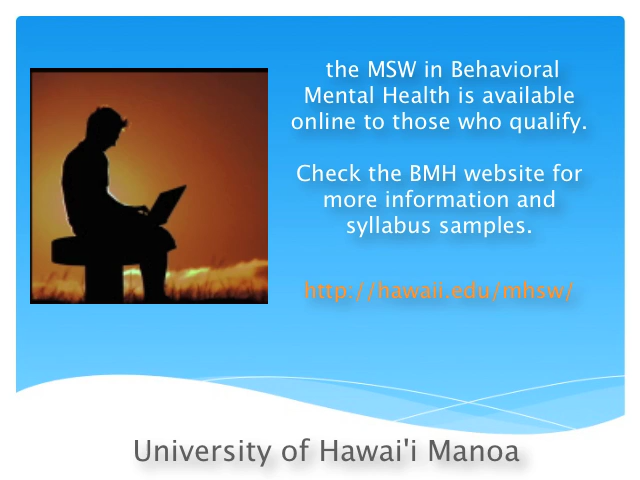 the MSW in Behavioral
Mental Health is available
online to those who qualify.
Check the BMH website for
more information and
syllabus samples.
http://hawaii.edu/mhsw/
University of Hawai'i Manoa